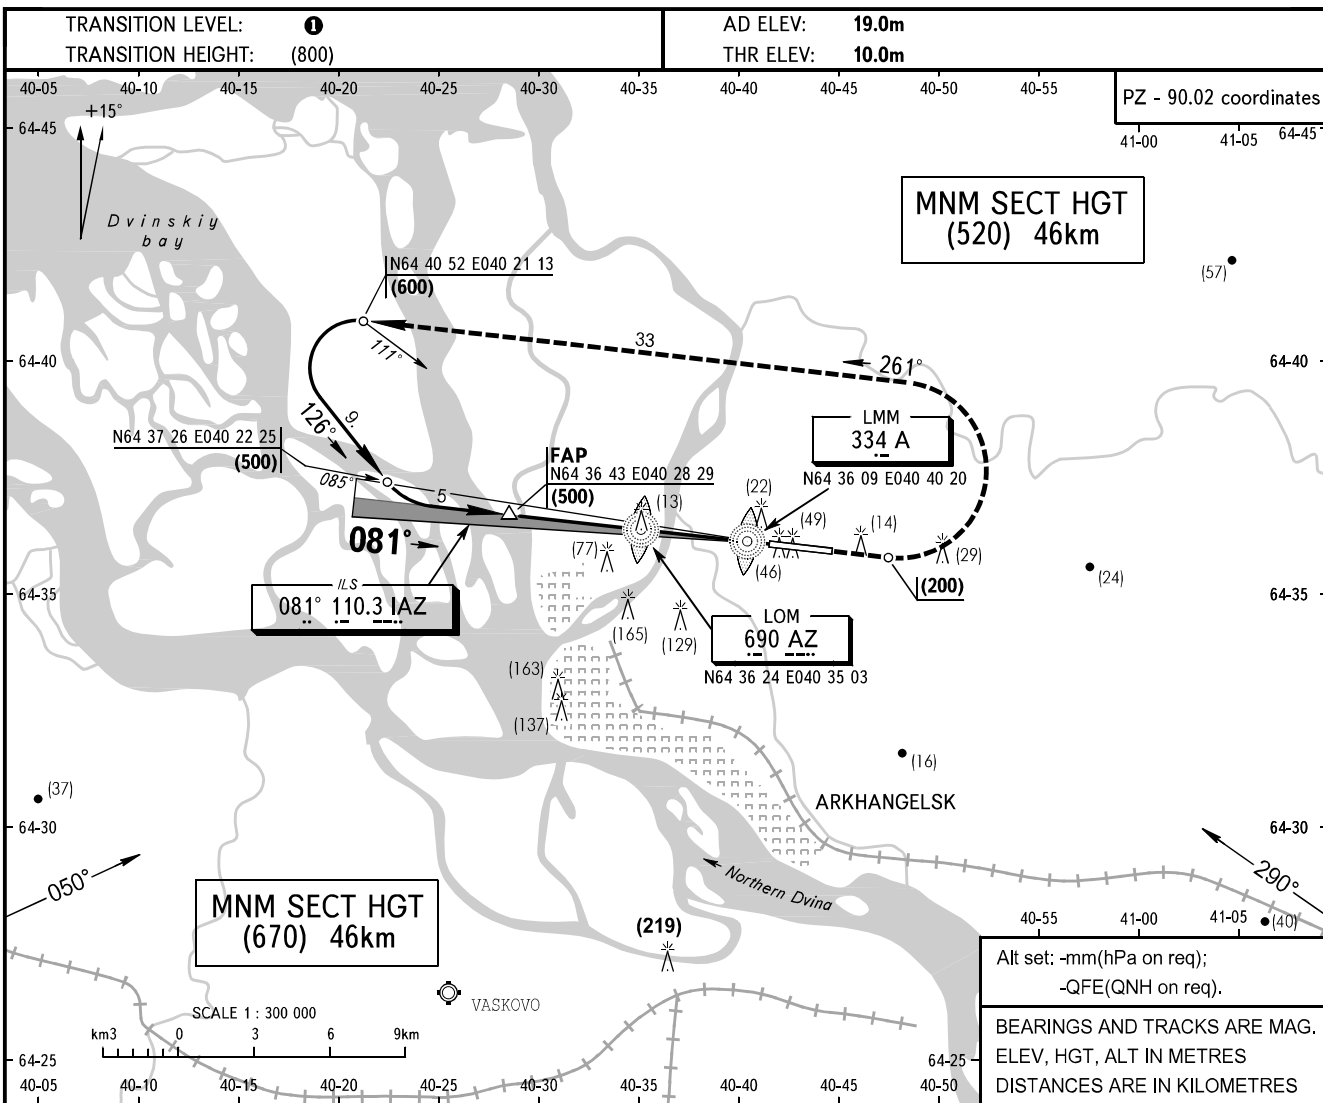 TRANSITION LEVEL: 1
TRANSITION HEIGHT: (800)
AD ELEV: 19.0m
THR ELEV: 10.0m
40-05 40-10 40-15 40-20 40-25 40-30 40-35 40-40 40-45 40-50 40-55
PZ - 90.02 coordinates
41-00 41-05 64-45
+15°
64-45
Dvinskiy
bay
MNM SECT HGT
(520) 46km
N64 40 52 E040 21 13
(600)
(57)
111°
33
261°
64-40
64-40
9.
126°
LMM
334 A
N64 36 09 E040 40 20
N64 37 26 E040 22 25
(500)
085°
5
FAP
N64 36 43 E040 28 29
(500)
(13)
(22)
(49)
(14)
(29)
(46)
(77)
081°
(24)
(200)
ILS
081° 110.3 IAZ
64-35
64-35
(165)
(129)
LOM
690 AZ
N64 36 24 E040 35 03
(163)
(137)
(16)
(37)
ARKHANGELSK
64-30
64-30
050°
290°
Northern Dvina
MNM SECT HGT
(670) 46km
(219)
40-55 41-00 41-05
(40)
VASKOVO
Alt set: -mm(hPa on req);
-QFE(QNH on req).
SCALE 1 : 300 000
km3 0 3 6 9km
BEARINGS AND TRACKS ARE MAG.
ELEV, HGT, ALT IN METRES
DISTANCES ARE IN KILOMETRES
64-25
64-25
40-05 40-10 40-15 40-20 40-25 40-30 40-35 40-40 40-45 40-50